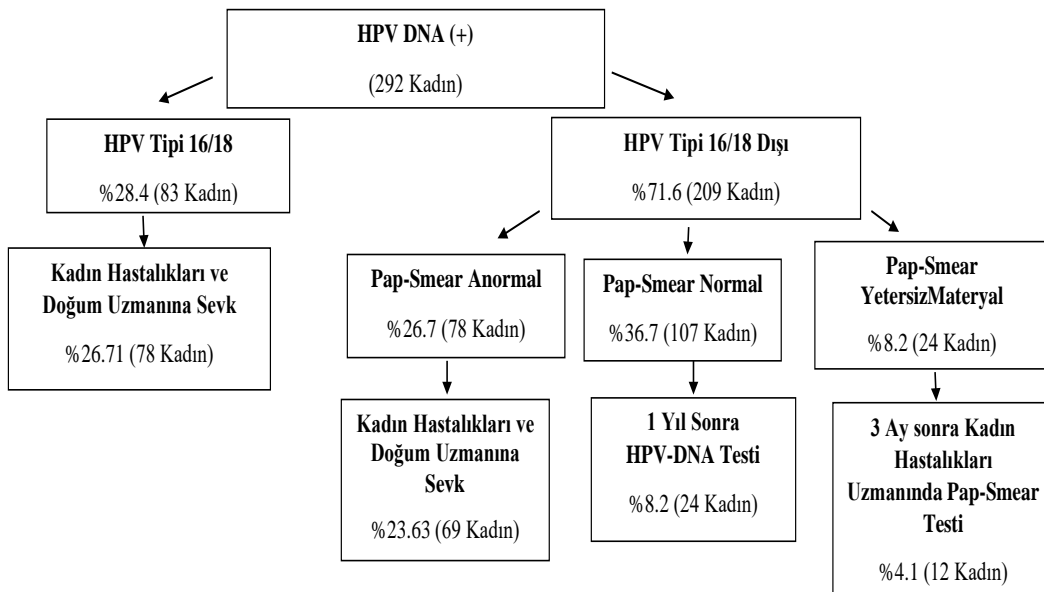 HPV DNA (+)
(292 Kadın)
HPV Tipi 16/18
%28.4 (83 Kadın)
HPV Tipi 16/18 Dışı
%71.6 (209 Kadın)
Kadın Hastalıkları ve
Doğum Uzmanına Sevk
%26.71 (78 Kadın)
Pap-Smear Anormal
%26.7 (78 Kadın)
Pap-Smear Normal
%36.7 (107 Kadın)
Pap-Smear
YetersizMateryal
%8.2 (24 Kadın)
Kadın Hastalıkları ve
Doğum Uzmanına
Sevk
%23.63 (69 Kadın)
1 Yıl Sonra
HPV-DNA Testi
%8.2 (24 Kadın)
3 Ay sonra Kadın
Hastalıkları
Uzmanında Pap-Smear
Testi
%4.1 (12 Kadın)